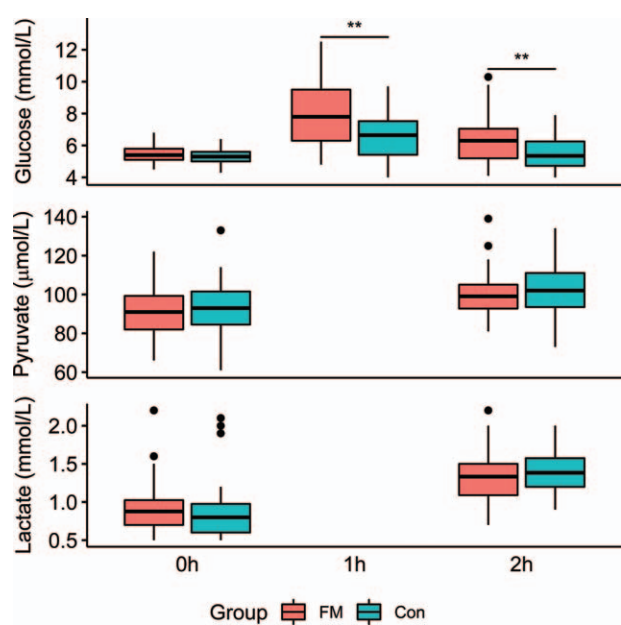 Glucose (mmol/L)
12
10
8
6
4
**
**
Pyruvate (μmol/L)
140
120
100
80
60
Lactate (mmol/L)
2.0
1.5
1.0
0.5
0h
1h
2h
Group
FM
Con